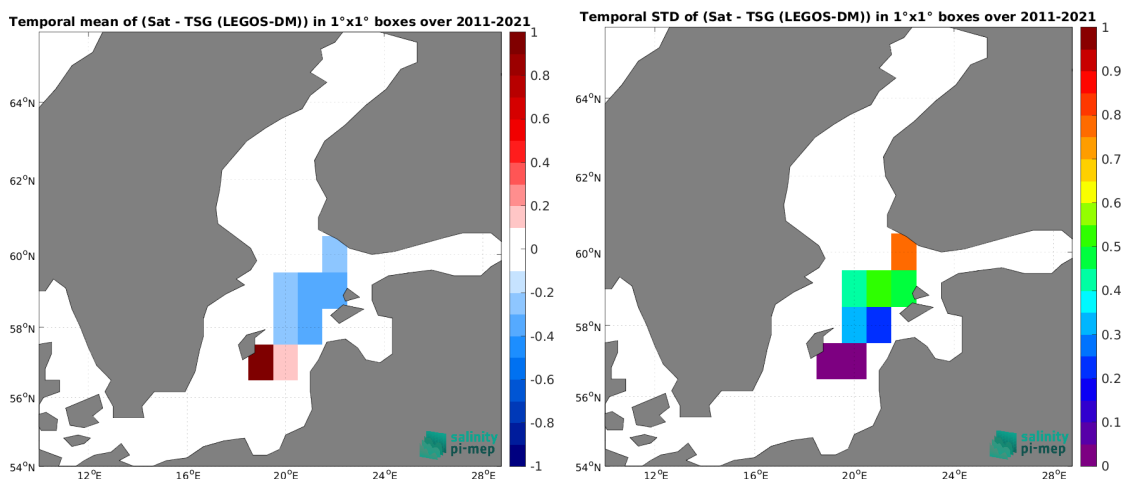 Temporal mean of (Sat - TSG (LEGOS-DM)) in 1°x1° boxes over 2011-2021
64°N
62°N
60°N
58°N
56°N
54°N
12°E
16°E
20°E
24°E
28°E
1
0.8
0.6
0.4
0.2
0
-0.2
-0.4
-0.6
-0.8
-1
salinity
pi-mep
Temporal STD of (Sat - TSG (LEGOS-DM)) in 1°x1° boxes over 2011-2021
64°N
62°N
60°N
58°N
56°N
54°N
12°E
16°E
20°E
24°E
28°E
1
0.9
0.8
0.7
0.6
0.5
0.4
0.3
0.2
0.1
0
salinity
pi-mep